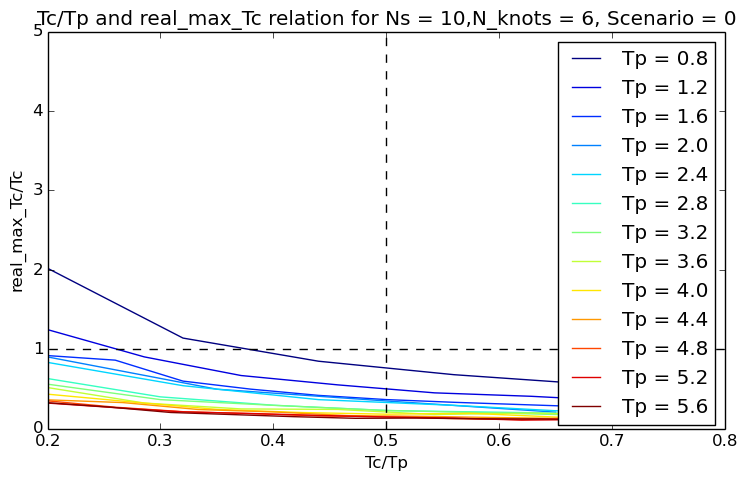 Tc/Tp and real_max_Tc relation for Ns = 10,N_knots = 6, Scenario = 0
real_max_Tc/Tc
5
4
3
2
1
0
0.2 0.3 0.4 0.5 0.6 0.7 0.8
Tc/Tp
Tp = 0.8
Tp = 1.2
Tp = 1.6
Tp = 2.0
Tp = 2.4
Tp = 2.8
Tp = 3.2
Tp = 3.6
Tp = 4.0
Tp = 4.4
Tp = 4.8
Tp = 5.2
Tp = 5.6